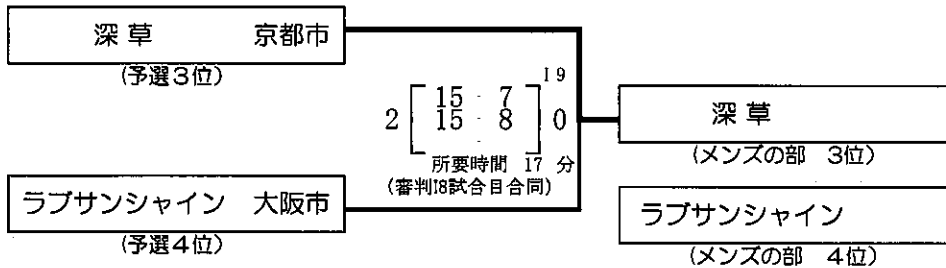 深草 京都市
(予選3位)
I9
2 [ 15 - 7 ] 0
15 - 8
-
所要時間 17 分
(審判I8試合目合同)
深草
(メンズの部 3位)
ラブサンシャイン 大阪市
(予選4位)
ラブサンシャイン
(メンズの部 4位)